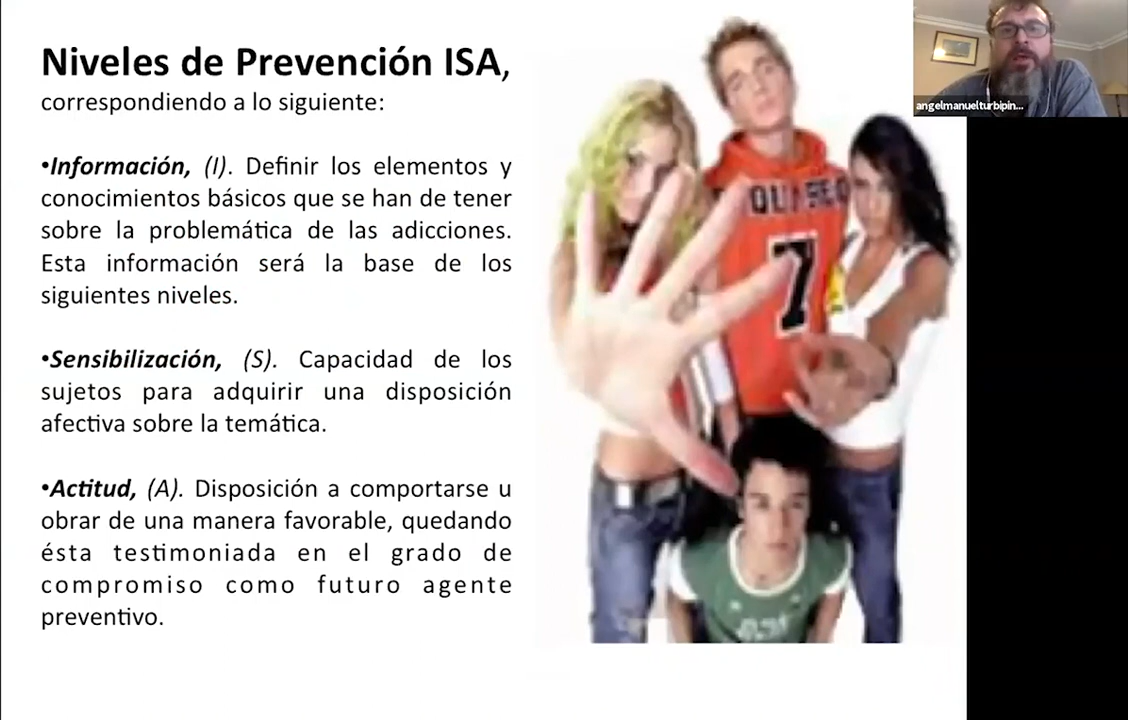 Niveles de Prevención ISA,
correspondiendo a lo siguiente:
•Información, (I). Definir los elementos y
conocimientos básicos que se han de tener
sobre la problemática de las adicciones.
Esta información será la base de los
siguientes niveles.
•Sensibilización, (S). Capacidad de los
sujetos para adquirir una disposición
afectiva sobre la temática.
•Actitud, (A). Disposición a comportarse u
obrar de una manera favorable, quedando
ésta testimoniada en el grado de
compromiso como futuro agente
preventivo.
angelmanuelturbipin...
7